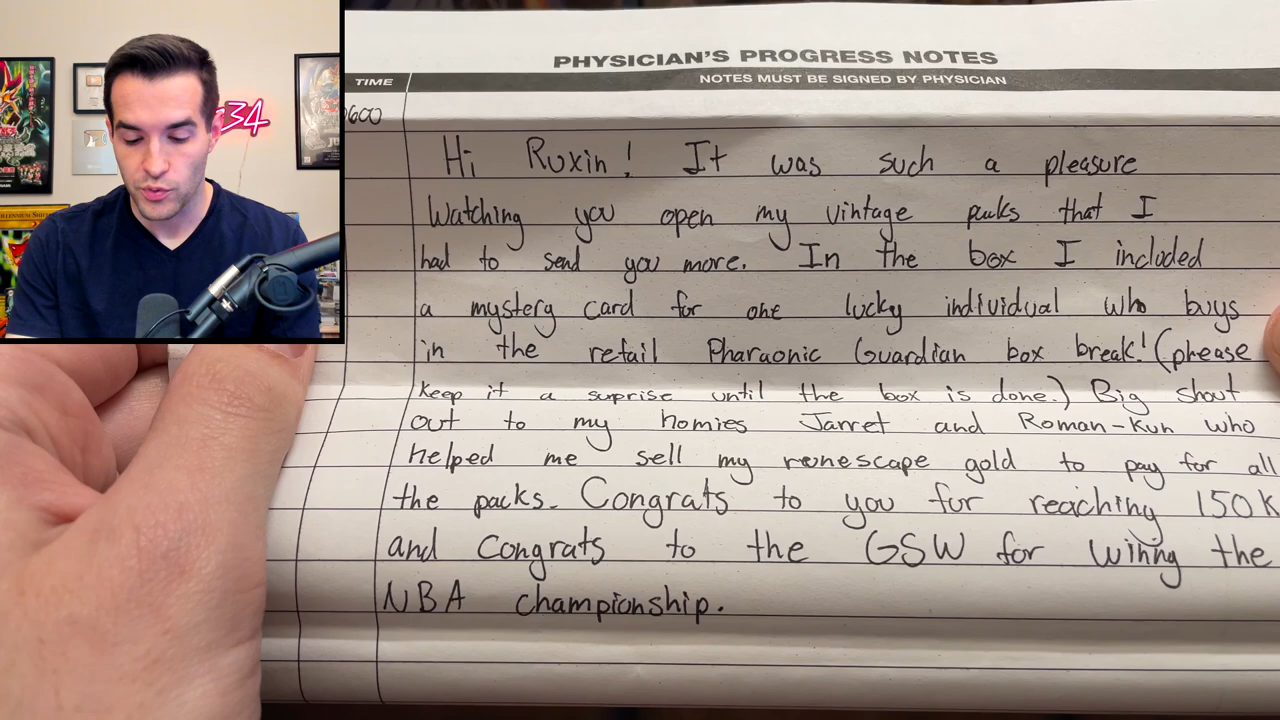 PHYSICIAN'S PROGRESS NOTES
TIME
NOTES MUST BE SIGNED BY PHYSICIAN
0600
Hi Ruxin! It was such a pleasure
Watching you open my vintage packs that I
had to send you more. In the box I included
a mystery card for one lucky individual who buys
in the retail Pharaonic Guardian box break! (please
keep it a suprise until the box is done.) Big shout
out to my homies Jarret and Roman-Kun who
helped me sell my runescape gold to pay for all
the packs. Congrats to you for reaching 150K
and Congrats to the GSW for winng the
NBA championship.
34